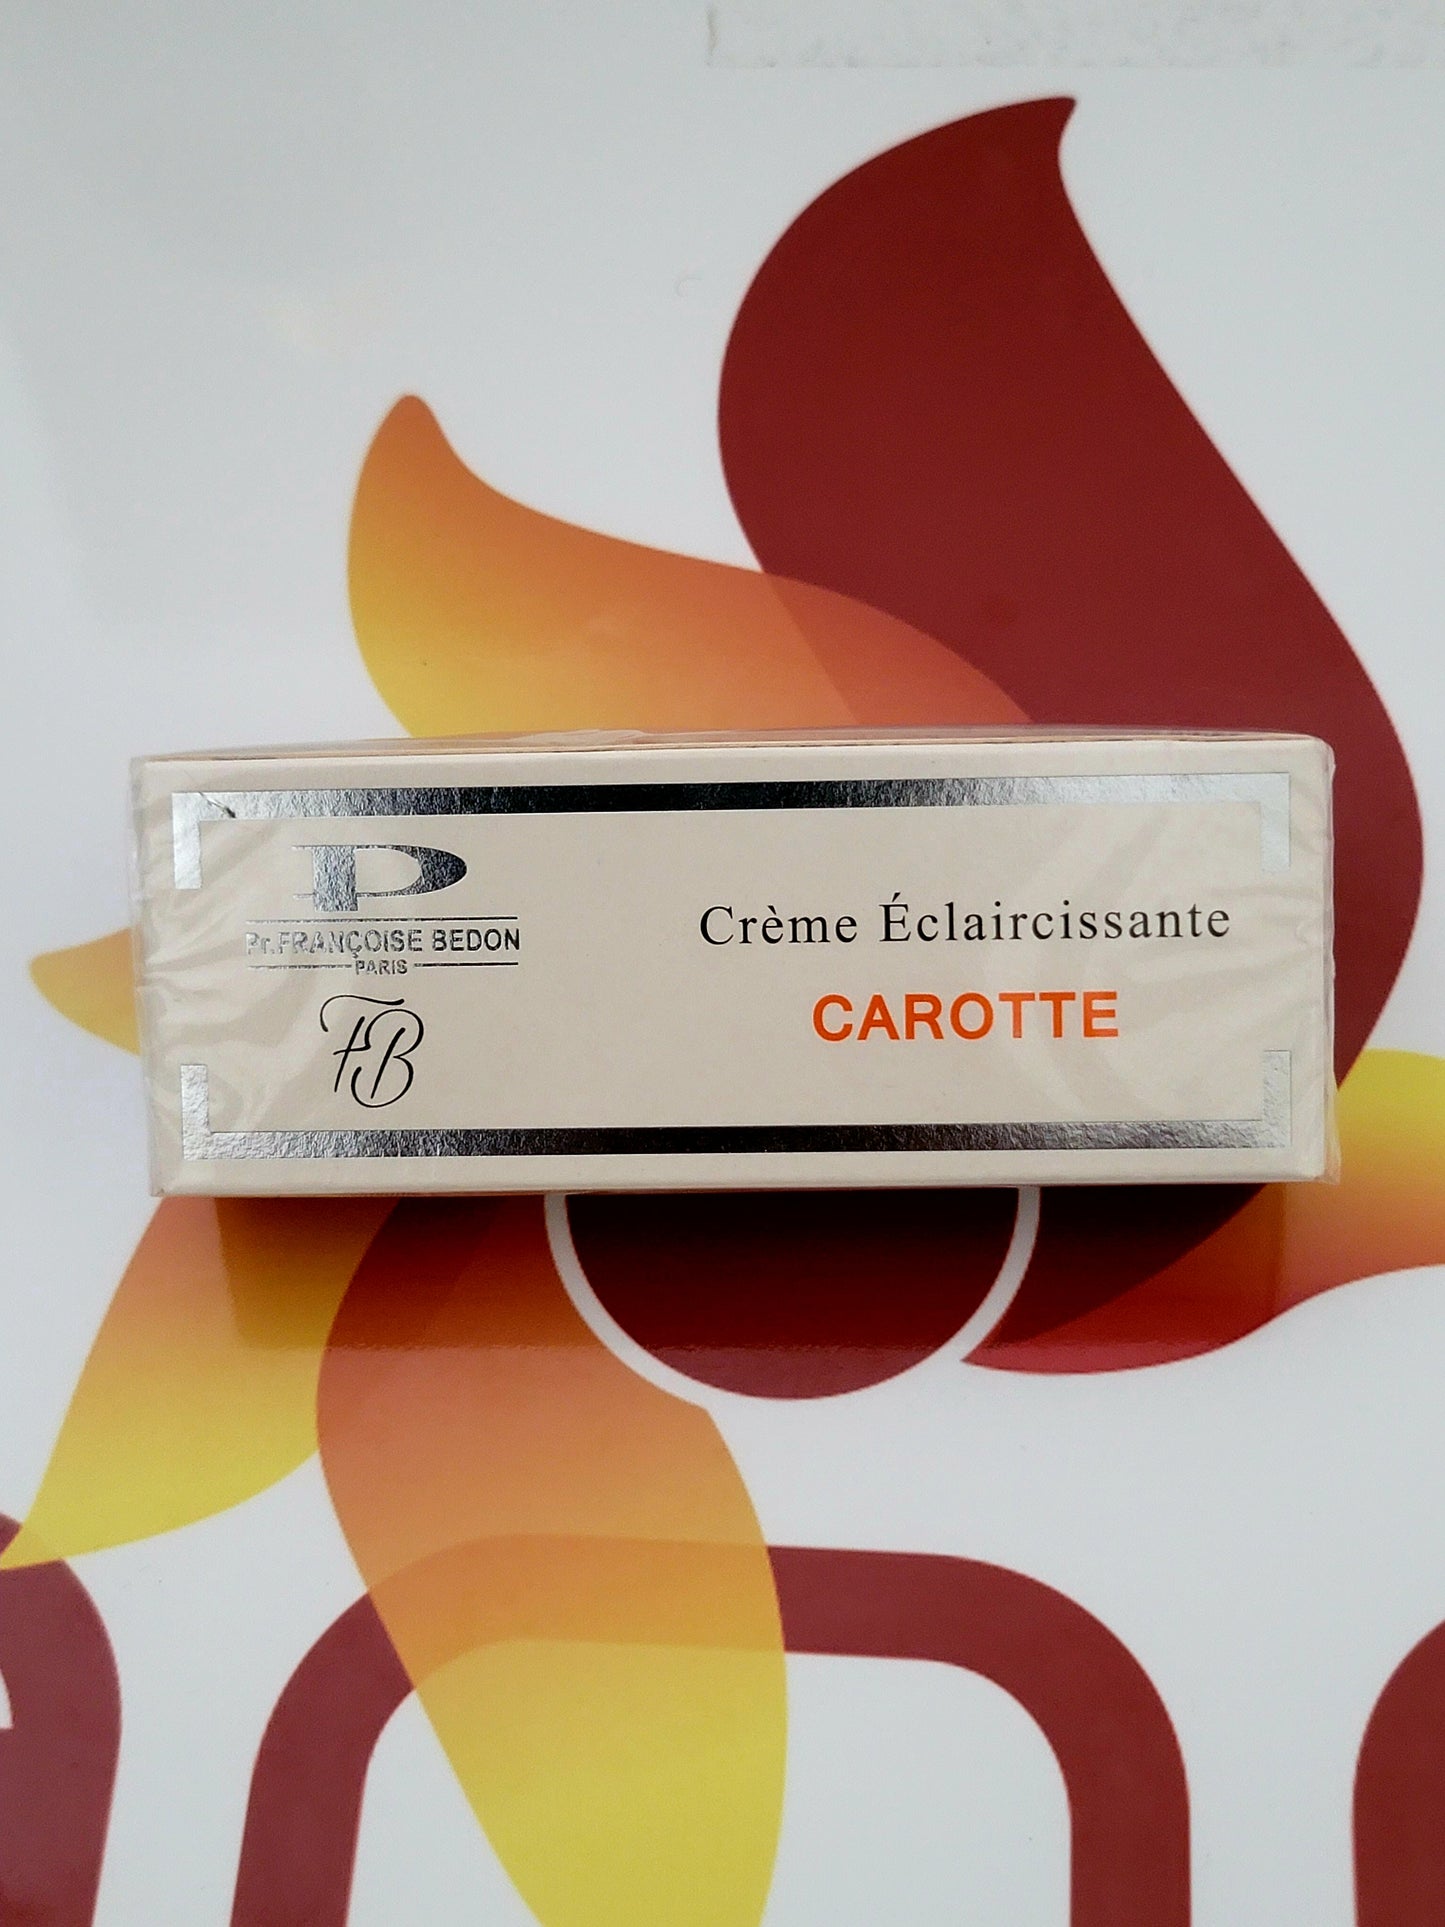 Pr.FRANÇOISE BEDON
PARIS
FB
Crème Éclaircissante
CAROTTE